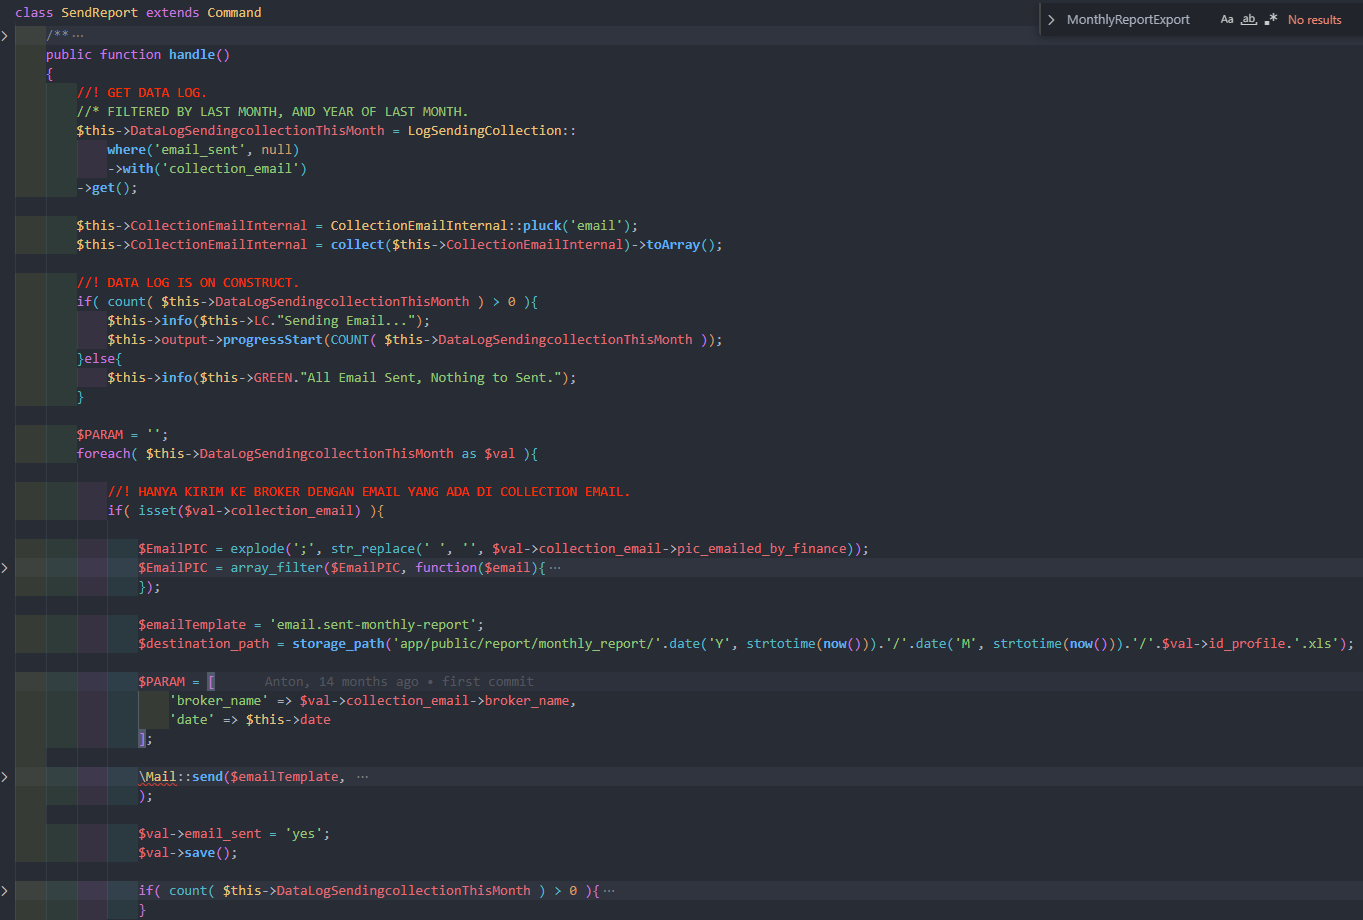 class SendReport extends Command
MonthlyReportExport Aa ab .* No results
/** ···
public function handle()
{
//! GET DATA LOG.
//* FILTERED BY LAST MONTH, AND YEAR OF LAST MONTH.
$this->DataLogSendingcollectionThisMonth = LogSendingCollection::
where('email_sent', null)
->with('collection_email')
->get();
$this->CollectionEmailInternal = CollectionEmailInternal::pluck('email');
$this->CollectionEmailInternal = collect($this->CollectionEmailInternal)->toArray();
//! DATA LOG IS ON CONSTRUCT.
if( count( $this->DataLogSendingcollectionThisMonth ) > 0 ){
$this->info($this->LC."Sending Email...");
$this->output->progressStart(COUNT( $this->DataLogSendingcollectionThisMonth ));
}else{
$this->info($this->GREEN."All Email Sent, Nothing to Sent.");
}
$PARAM = '';
foreach( $this->DataLogSendingcollectionThisMonth as $val ){
//! HANYA KIRIM KE BROKER DENGAN EMAIL YANG ADA DI COLLECTION EMAIL.
if( isset($val->collection_email) ){
$EmailPIC = explode(';', str_replace(' ', '', $val->collection_email->pic_emailed_by_finance));
$EmailPIC = array_filter($EmailPIC, function($email){ ···
});
$emailTemplate = 'email.sent-monthly-report';
$destination_path = storage_path('app/public/report/monthly_report/'.date('Y', strtotime(now())).'/'.date('M', strtotime(now())).'/'.$val->id_profile.'.xls');
$PARAM = [ Anton, 14 months ago • first commit
'broker_name' => $val->collection_email->broker_name,
'date' => $this->date
];
\Mail::send($emailTemplate, ···
);
$val->email_sent = 'yes';
$val->save();
if( count( $this->DataLogSendingcollectionThisMonth ) > 0 ){ ···
}